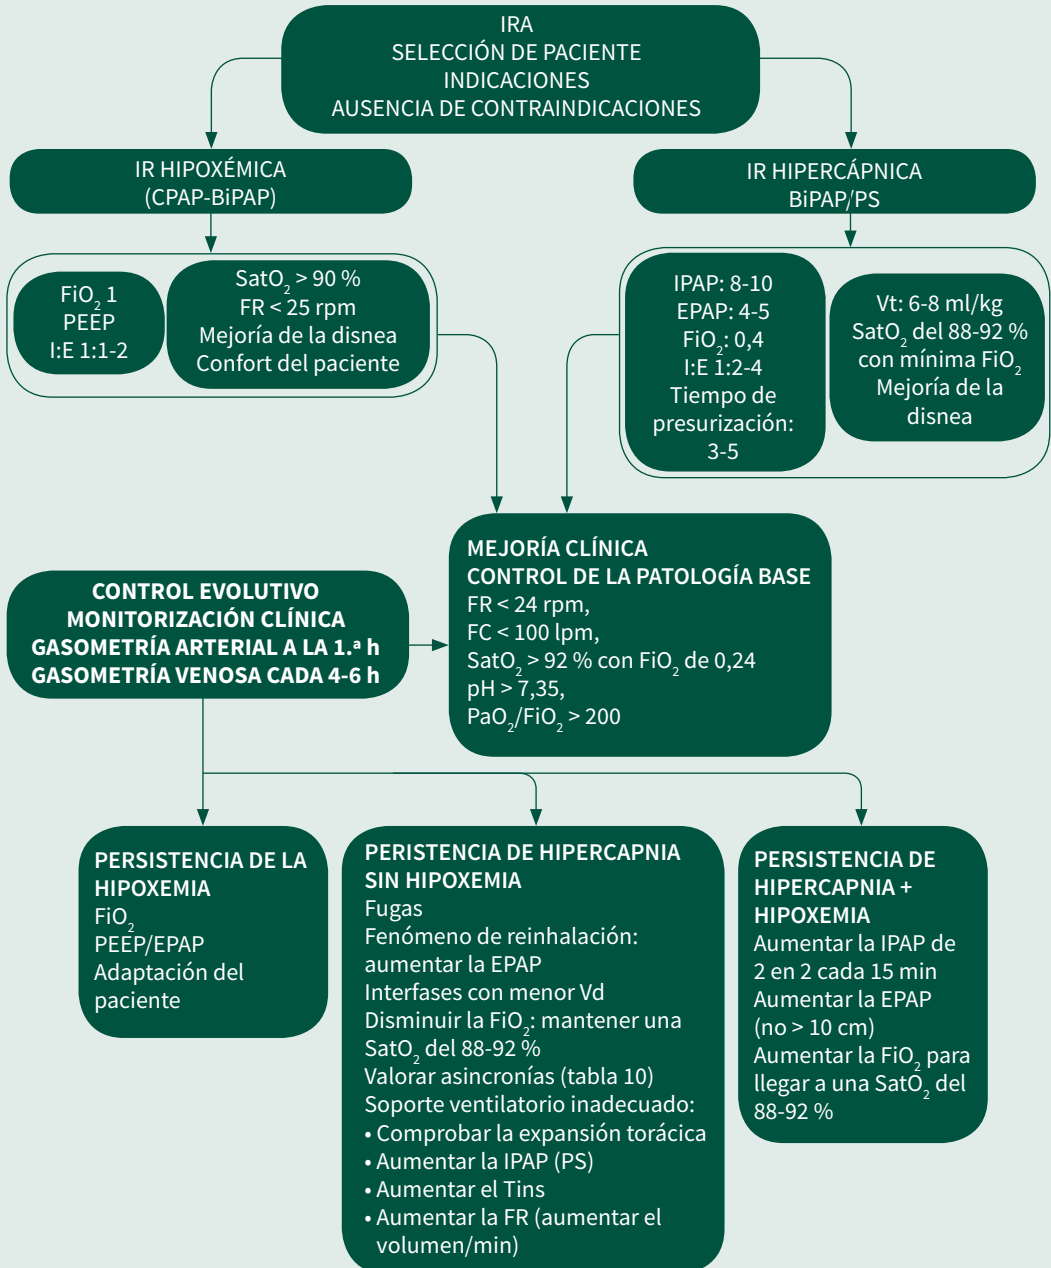 IRA
SELECCIÓN DE PACIENTE
INDICACIONES
AUSENCIA DE CONTRAINDICACIONES
IR HIPOXÉMICA
(CPAP-BiPAP)
IR HIPERCÁPNICA
BiPAP/PS
FiO₂ 1
PEEP
I:E 1:1-2
SatO₂ > 90 %
FR < 25 rpm
Mejoría de la disnea
Confort del paciente
IPAP: 8-10
EPAP: 4-5
FiO₂: 0,4
I:E 1:2-4
Tiempo de
presurización:
3-5
Vt: 6-8 ml/kg
SatO₂ del 88-92 %
con mínima FiO₂
Mejoría de la
disnea
MEJORÍA CLÍNICA
CONTROL DE LA PATOLOGÍA BASE
FR < 24 rpm,
FC < 100 lpm,
SatO₂ > 92 % con FiO₂ de 0,24
pH > 7,35,
PaO₂/FiO₂ > 200
CONTROL EVOLUTIVO
MONITORIZACIÓN CLÍNICA
GASOMETRÍA ARTERIAL A LA 1.ª h
GASOMETRÍA VENOSA CADA 4-6 h
PERSISTENCIA DE LA
HIPOXEMIA
FiO₂
PEEP/EPAP
Adaptación del
paciente
PERISTENCIA DE HIPERCAPNIA
SIN HIPOXEMIA
Fugas
Fenómeno de reinhalación:
aumentar la EPAP
Interfases con menor Vd
Disminuir la FiO₂: mantener una
SatO₂ del 88-92 %
Valorar asincronías (tabla 10)
Soporte ventilatorio inadecuado:
• Comprobar la expansión torácica
• Aumentar la IPAP (PS)
• Aumentar el Tins
• Aumentar la FR (aumentar el
volumen/min)
PERSISTENCIA DE
HIPERCAPNIA +
HIPOXEMIA
Aumentar la IPAP de
2 en 2 cada 15 min
Aumentar la EPAP
(no > 10 cm)
Aumentar la FiO₂ para
llegar a una SatO₂ del
88-92 %